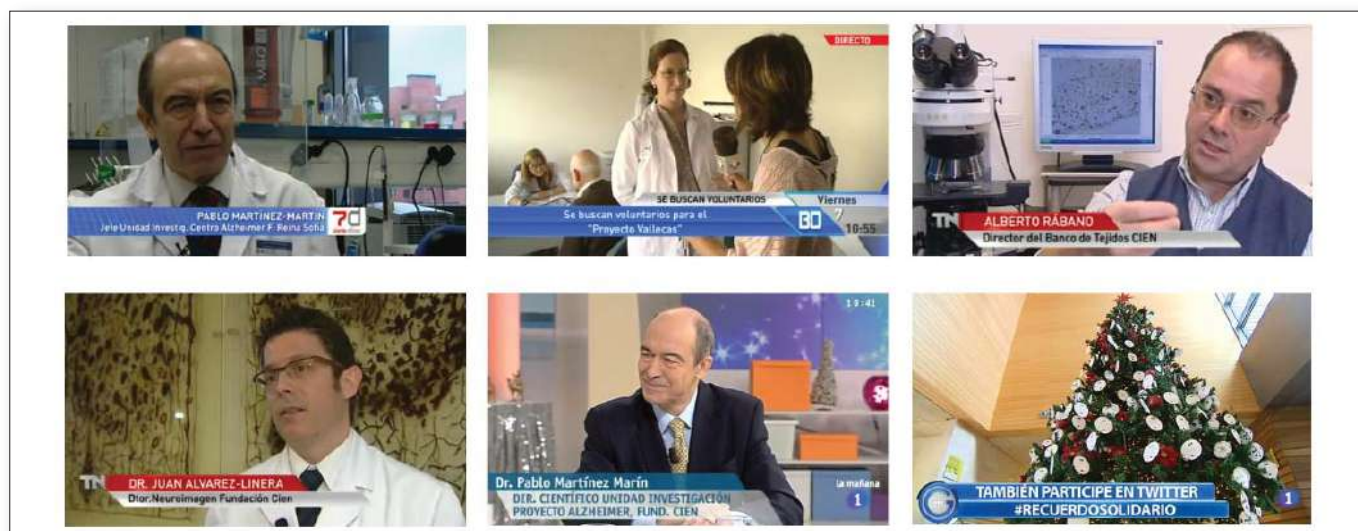 PABLO MARTÍNEZ-MARTIN
Jefe Unidad Investig. Centro Alzheimer F. Reina Sofía
7d
DIRECTO
SE BUSCAN VOLUNTARIOS
Viernes
Se buscan voluntarios para el
"Proyecto Vallecas"
7
10:55
TN
ALBERTO RÁBANO
Director del Banco de Tejidos CIEN
TN
DR. JUAN ALVAREZ-LINERA
Dtor.Neuroimagen Fundación Cien
19:41
Dr. Pablo Martínez Marín
DIR. CIENTÍFICO UNIDAD INVESTIGACIÓN
PROYECTO ALZHEIMER, FUND. CIEN
la mañana
1
TAMBIÉN PARTICIPE EN TWITTER
#RECUERDOSOLIDARIO
1